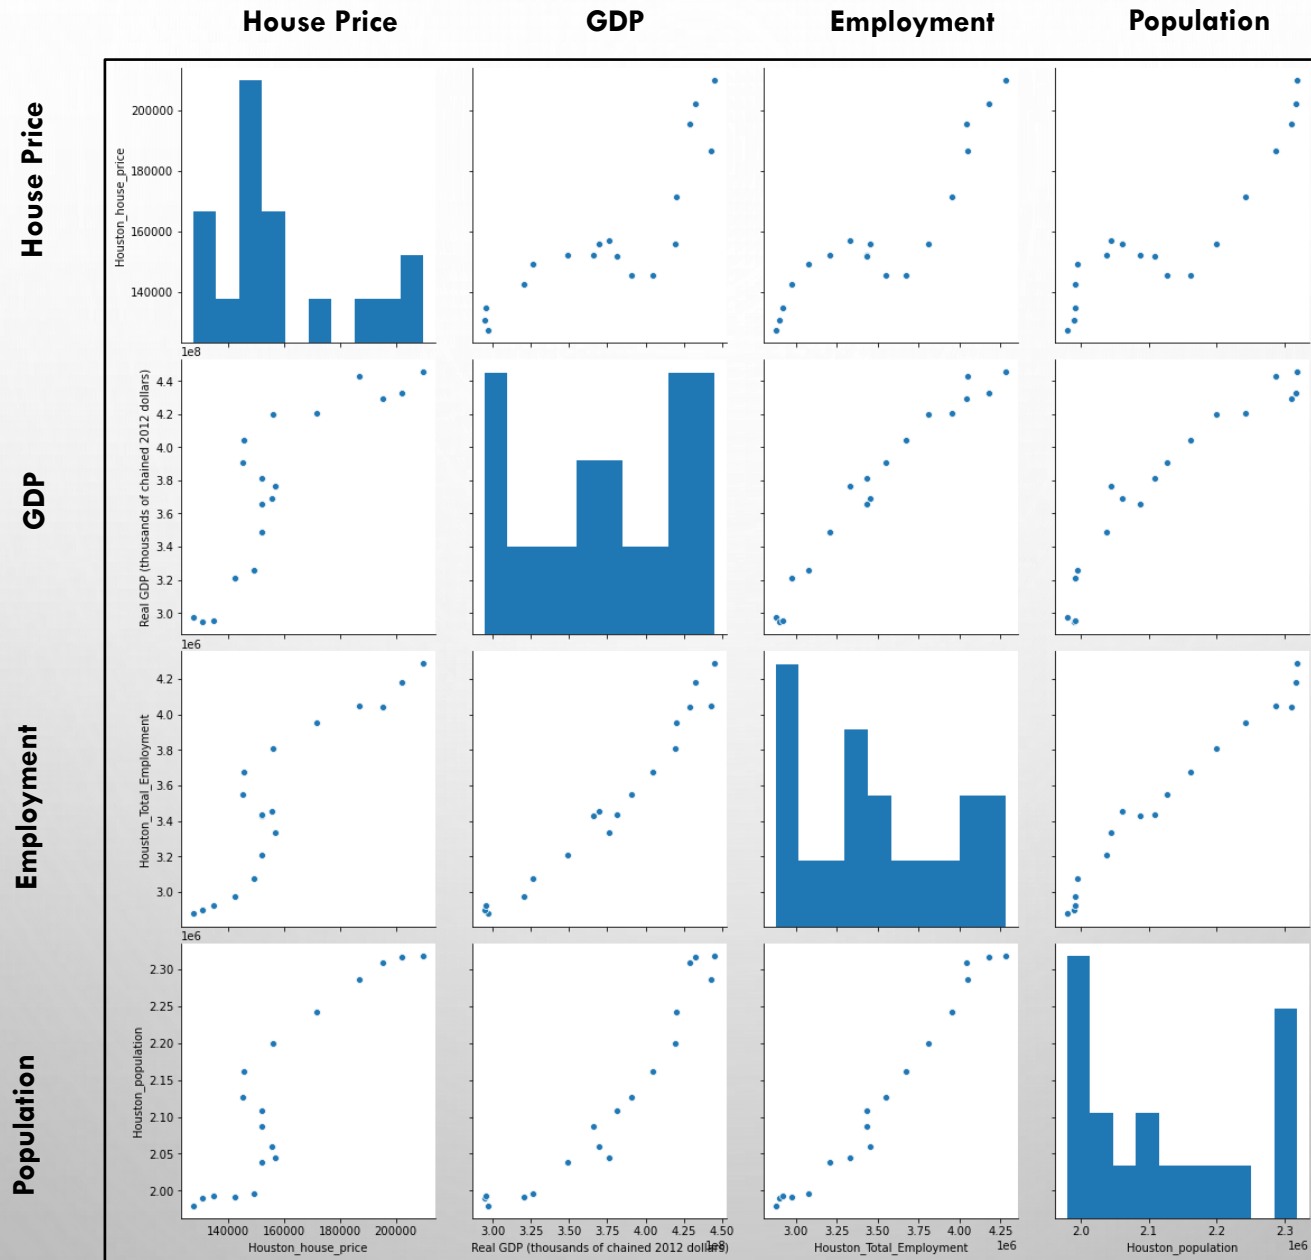 House Price
GDP
Employment
Population
House Price
Houston_house_price
200000
180000
160000
140000
GDP
Real GDP (thousands of chained 2012 dollars)
1e8
4.4
4.2
4.0
3.8
3.6
3.4
3.2
3.0
Employment
Houston_Total_Employment
1e6
4.2
4.0
3.8
3.6
3.4
3.2
3.0
Population
Houston_population
1e6
2.30
2.25
2.20
2.15
2.10
2.05
2.00
140000 160000 180000 200000
Houston_house_price
3.00 3.25 3.50 3.75 4.00 4.25 4.50
1e8
Real GDP (thousands of chained 2012 dollars)
3.00 3.25 3.50 3.75 4.00 4.25
1e6
Houston_Total_Employment
2.0 2.1 2.2 2.3
1e6
Houston_population